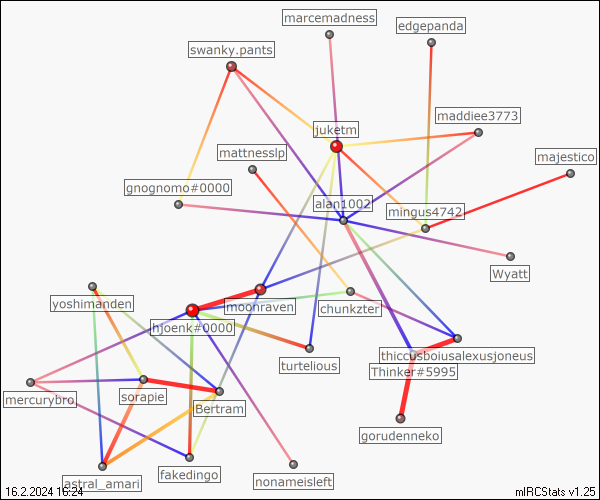 marcemadness
edgepanda
swanky.pants
maddiee3773
juketm
mattnesslp
majestico
gnognomo#0000
alan1002
mingus4742
Wyatt
yoshimanden
moonraven
chunkzter
hjoenk#0000
thiccusboiusalexusjoneus
turtelious
Thinker#5995
mercurybro
sorapie
Bertram
gorudenneko
astral_amari
fakedingo
nonameisleft
16.2.2024 16:24
mIRCStats v1.25